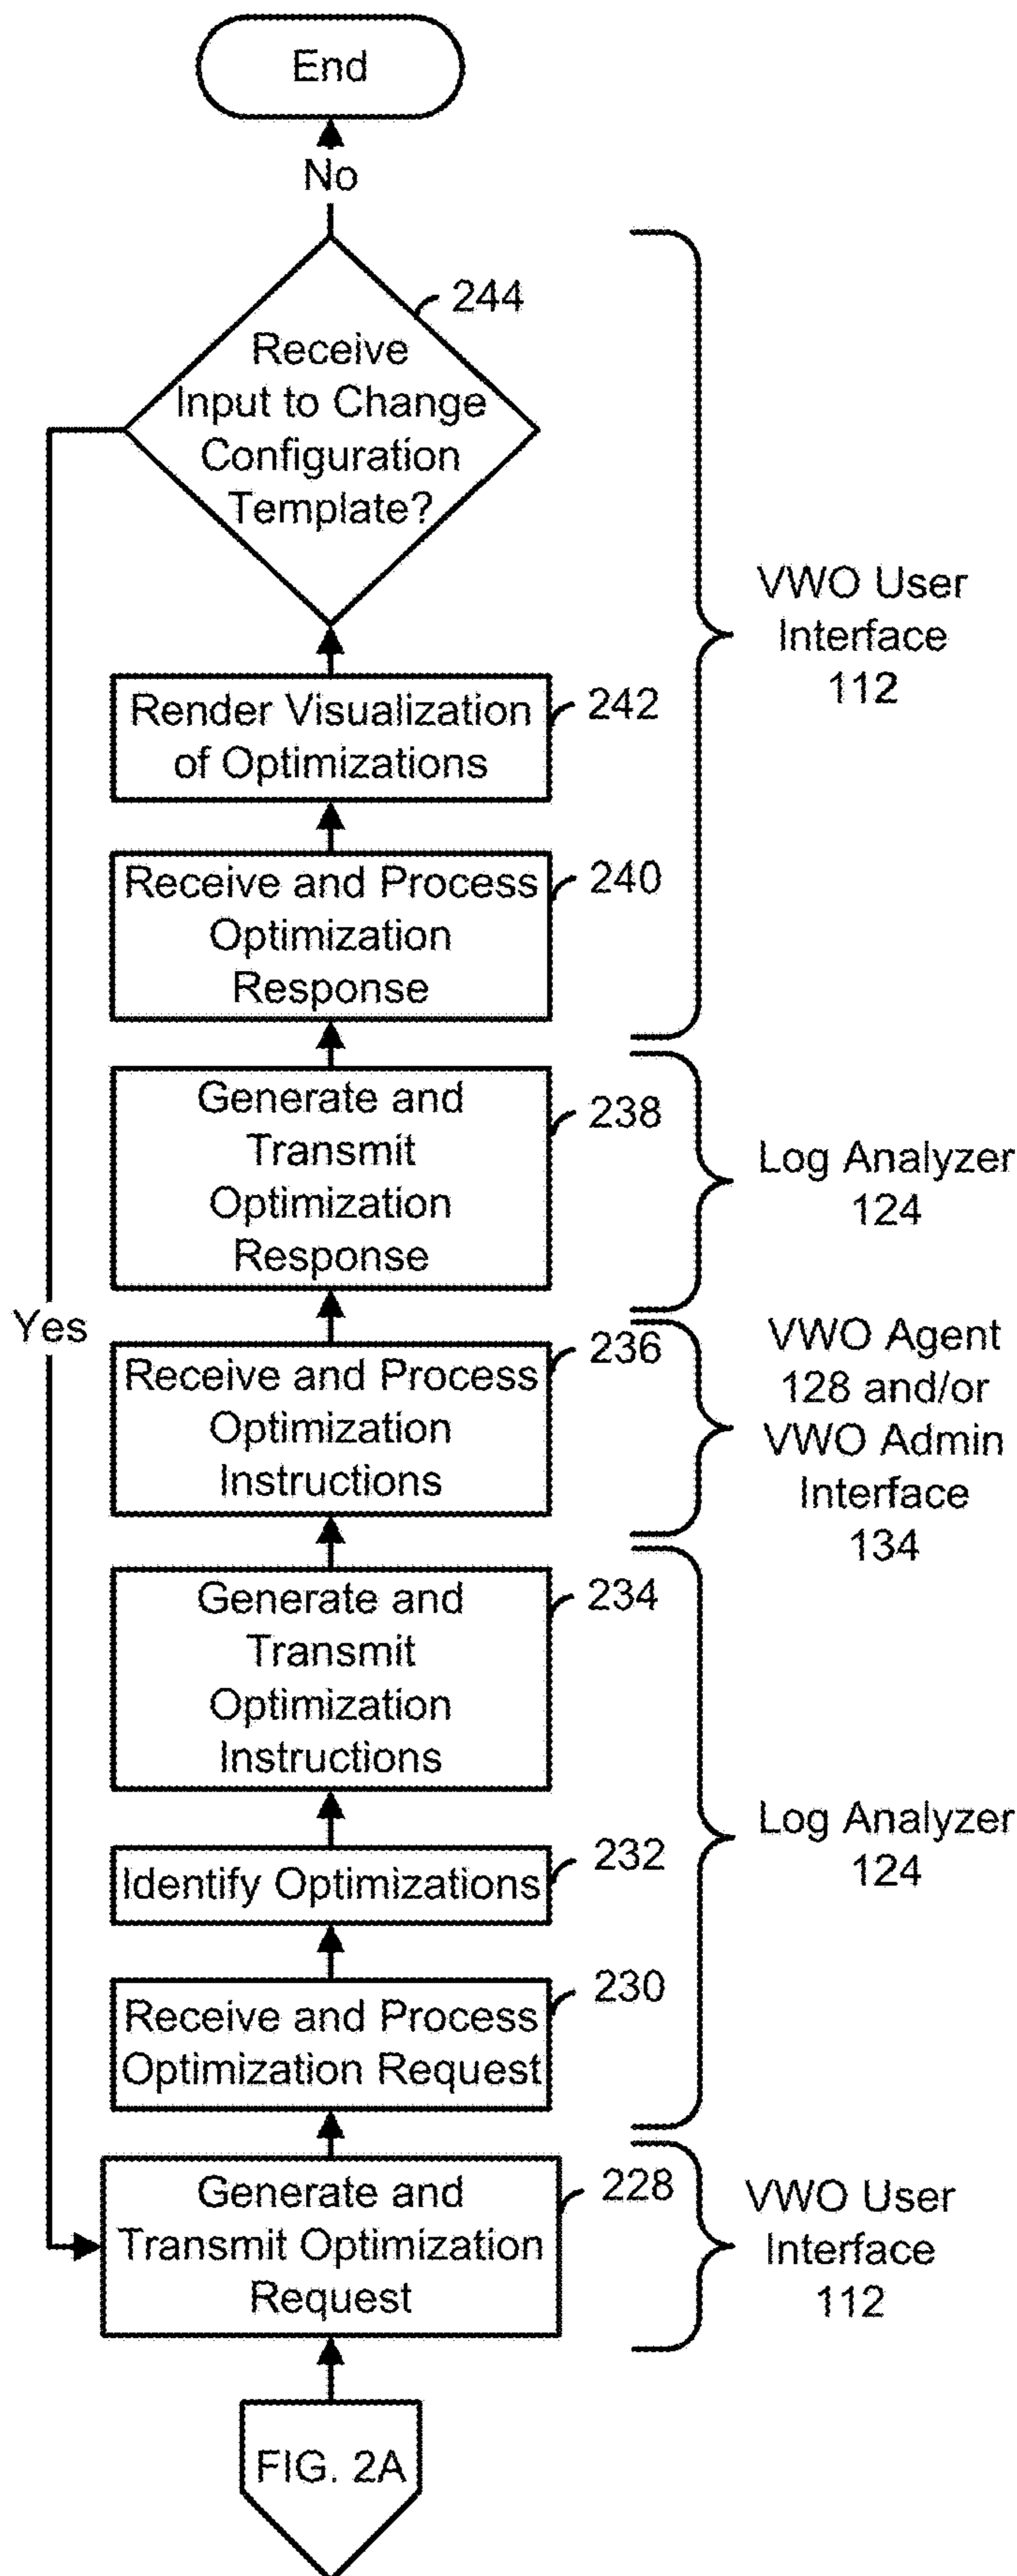 End
No
244
Receive
Input to Change
Configuration
Template?
VWO User
Interface
112
Render Visualization
of Optimizations
242
Receive and Process
Optimization
Response
240
Generate and
Transmit
Optimization
Response
238
Log Analyzer
124
Yes
Receive and Process
Optimization
Instructions
236
VWO Agent
128 and/or
VWO Admin
Interface
134
Generate and
Transmit
Optimization
Instructions
234
Identify Optimizations
232
Log Analyzer
124
Receive and Process
Optimization Request
230
Generate and
Transmit Optimization
Request
228
VWO User
Interface
112
FIG. 2A